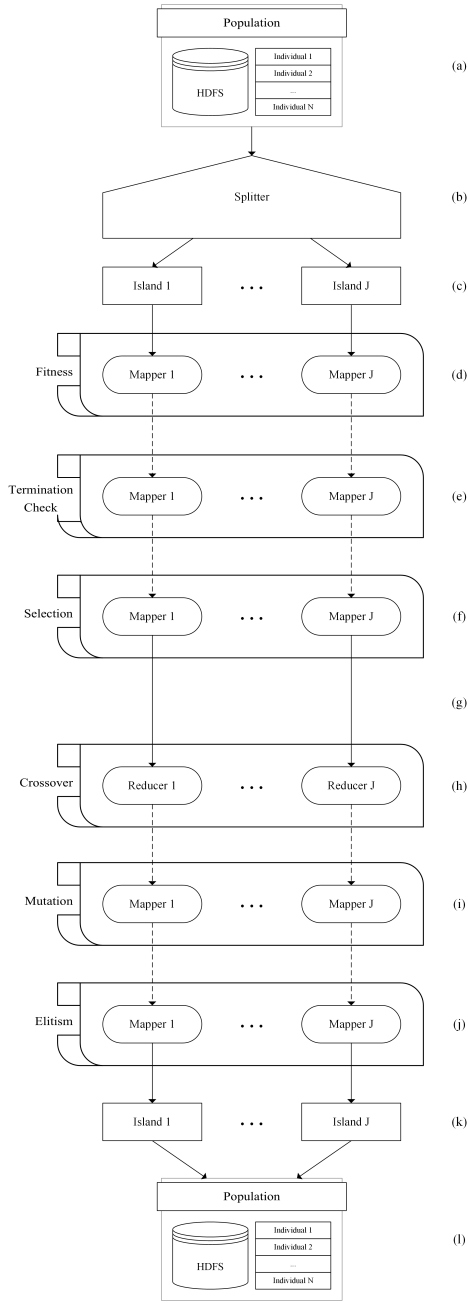 Population
Individual 1
Individual 2
...
Individual N
HDFS
(a)
Splitter
(b)
Island 1
...
Island J
(c)
Fitness
Mapper 1
...
Mapper J
(d)
Termination
Check
Mapper 1
...
Mapper J
(e)
Selection
Mapper 1
...
Mapper J
(f)
(g)
Crossover
Reducer 1
...
Reducer J
(h)
Mutation
Mapper 1
...
Mapper J
(i)
Elitism
Mapper 1
...
Mapper J
(j)
Island 1
...
Island J
(k)
Population
Individual 1
Individual 2
...
Individual N
HDFS
(l)